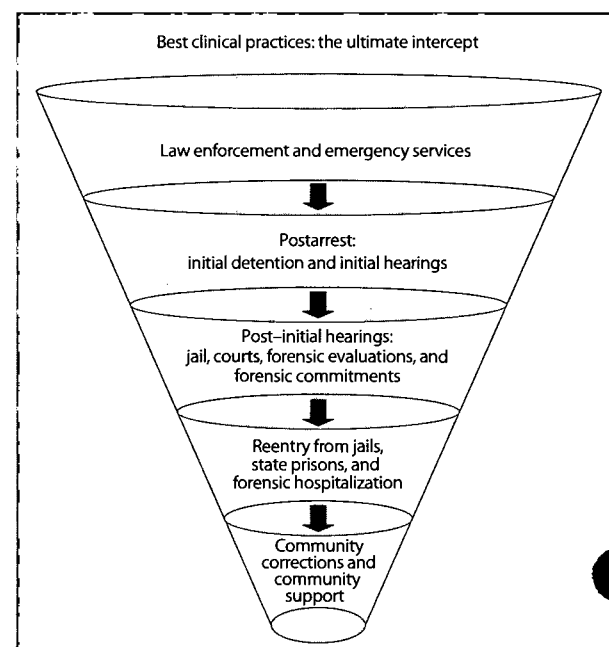 Best clinical practices: the ultimate intercept
Law enforcement and emergency services
Postarrest:
initial detention and initial hearings
Post–initial hearings:
jail, courts, forensic evaluations, and
forensic commitments
Reentry from jails,
state prisons, and
forensic hospitalization
Community
corrections and
community
support